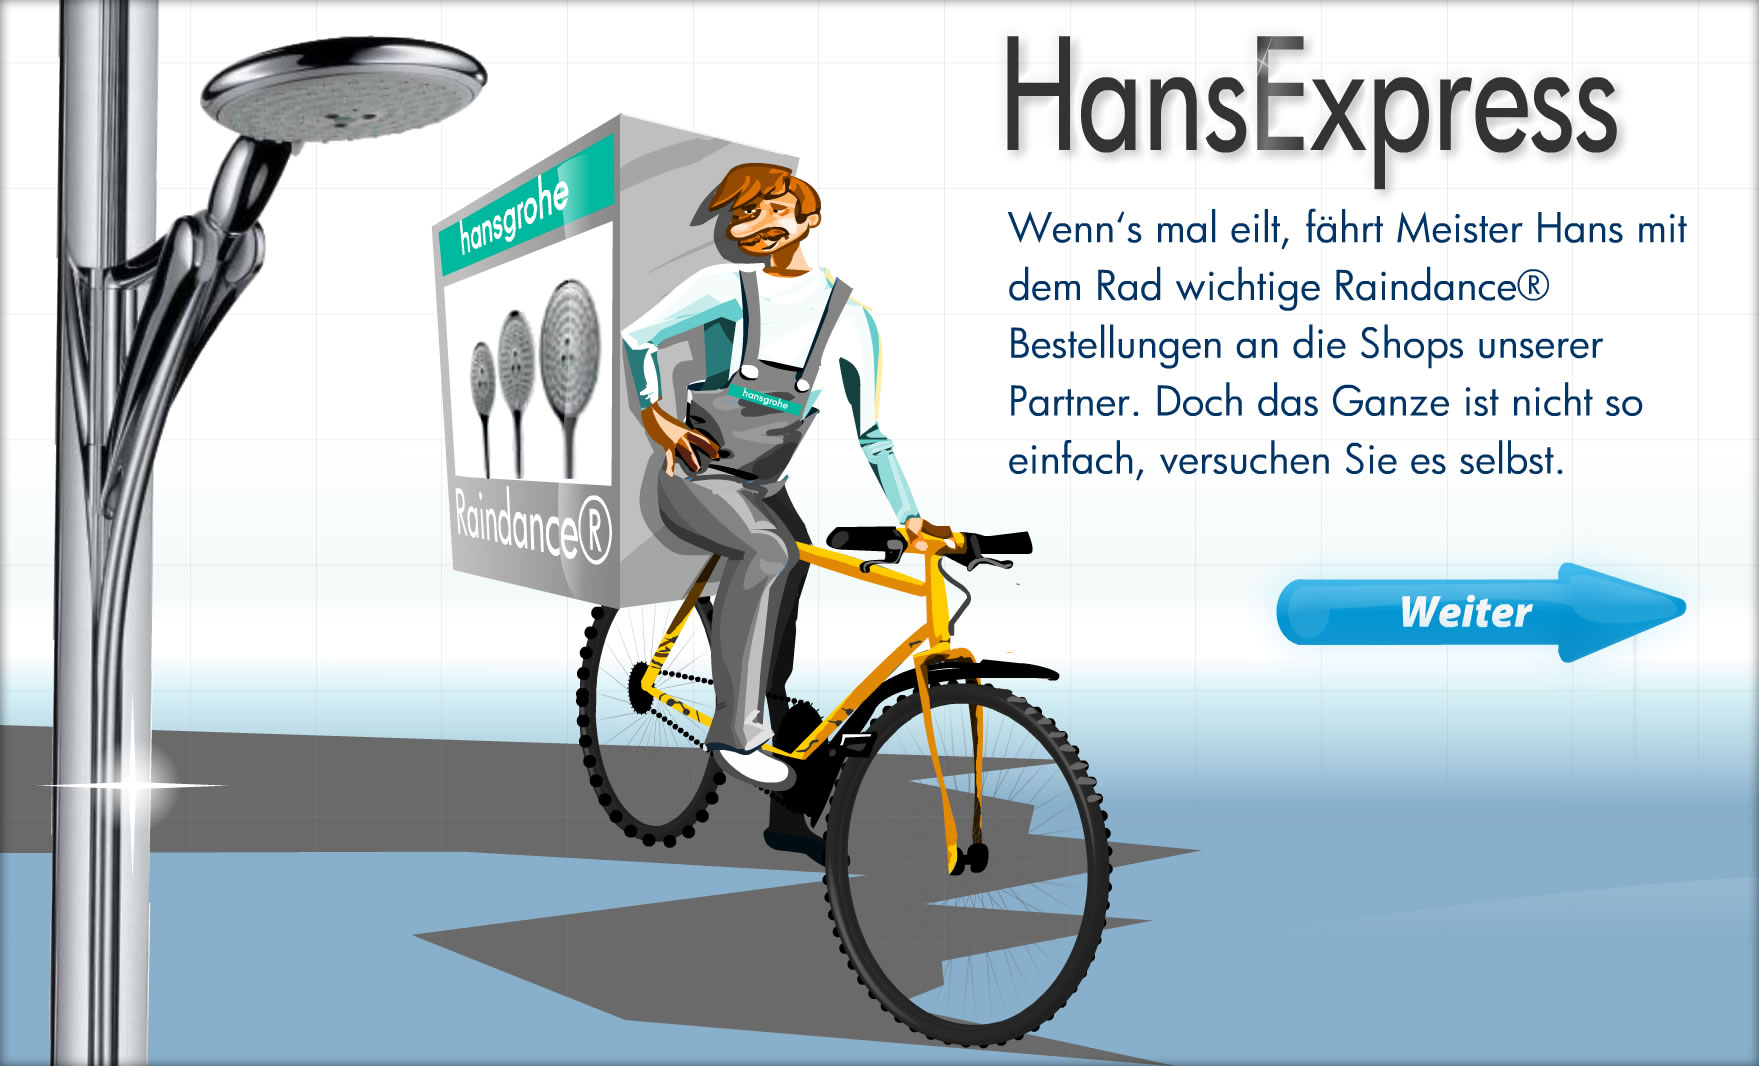 HansExpress
Wenn's mal eilt, fährt Meister Hans mit
dem Rad wichtige Raindance®
Bestellungen an die Shops unserer
Partner. Doch das Ganze ist nicht so
einfach, versuchen Sie es selbst.
Weiter
hansgrohe
Raindance®
hansgrohe